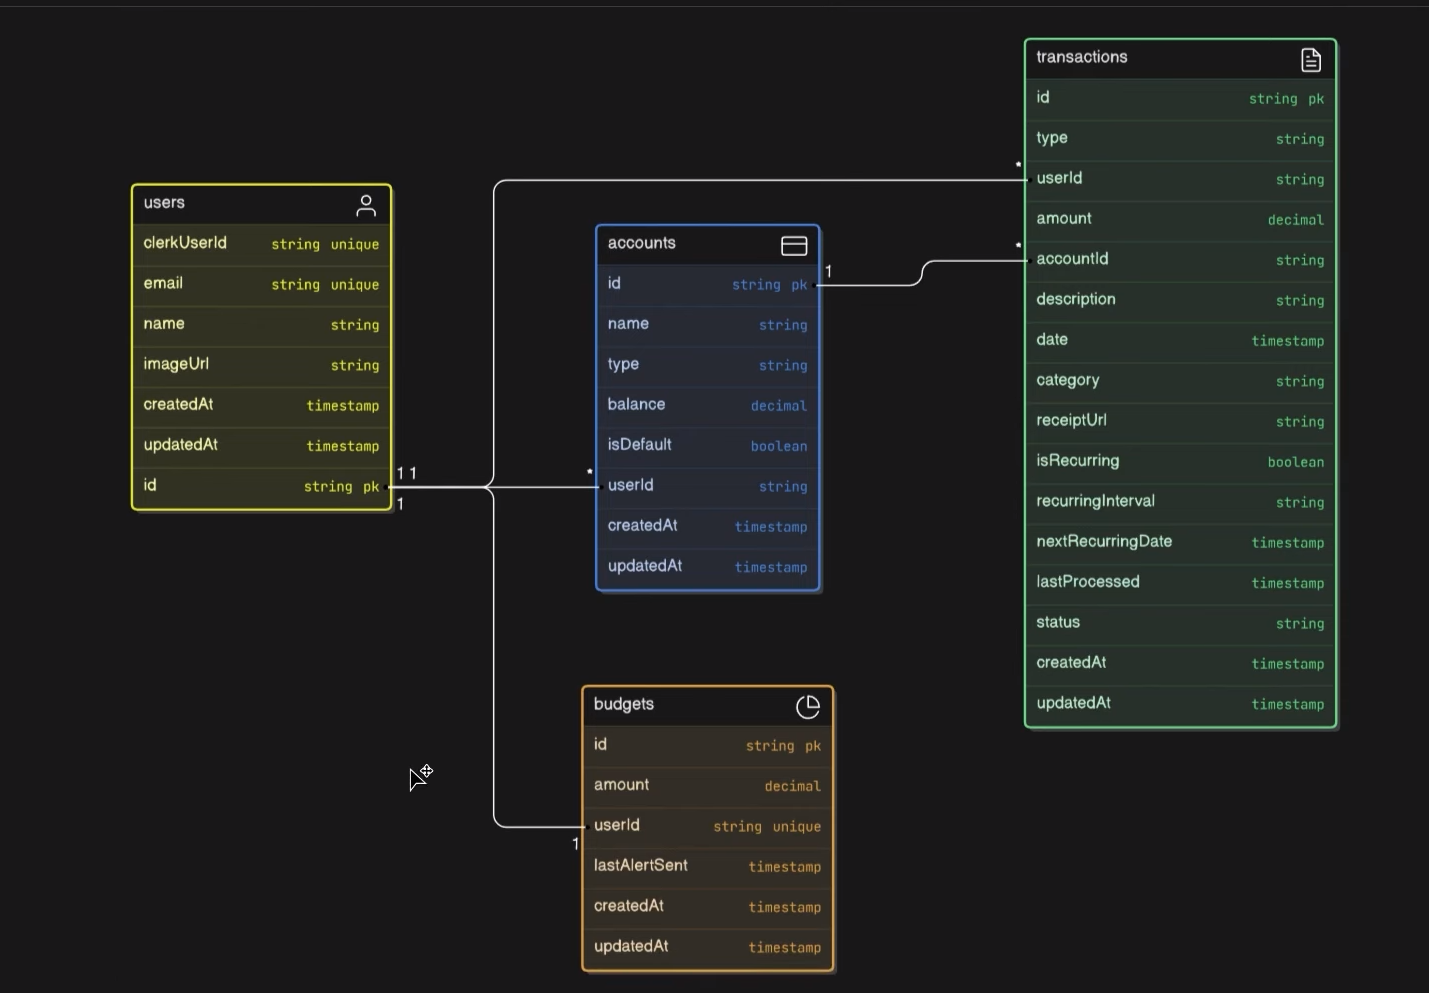 users
clerkUserId string unique
email string unique
name string
imageUrl string
createdAt timestamp
updatedAt timestamp
id string pk
1 1
1
accounts
id string pk
1
name string
type string
balance decimal
isDefault boolean
*
userId string
createdAt timestamp
updatedAt timestamp
budgets
id string pk
amount decimal
userId string unique
1
lastAlertSent timestamp
createdAt timestamp
updatedAt timestamp
transactions
id string pk
type string
*
userId string
amount decimal
*
accountId string
description string
date timestamp
category string
receiptUrl string
isRecurring boolean
recurringInterval string
nextRecurringDate timestamp
lastProcessed timestamp
status string
createdAt timestamp
updatedAt timestamp